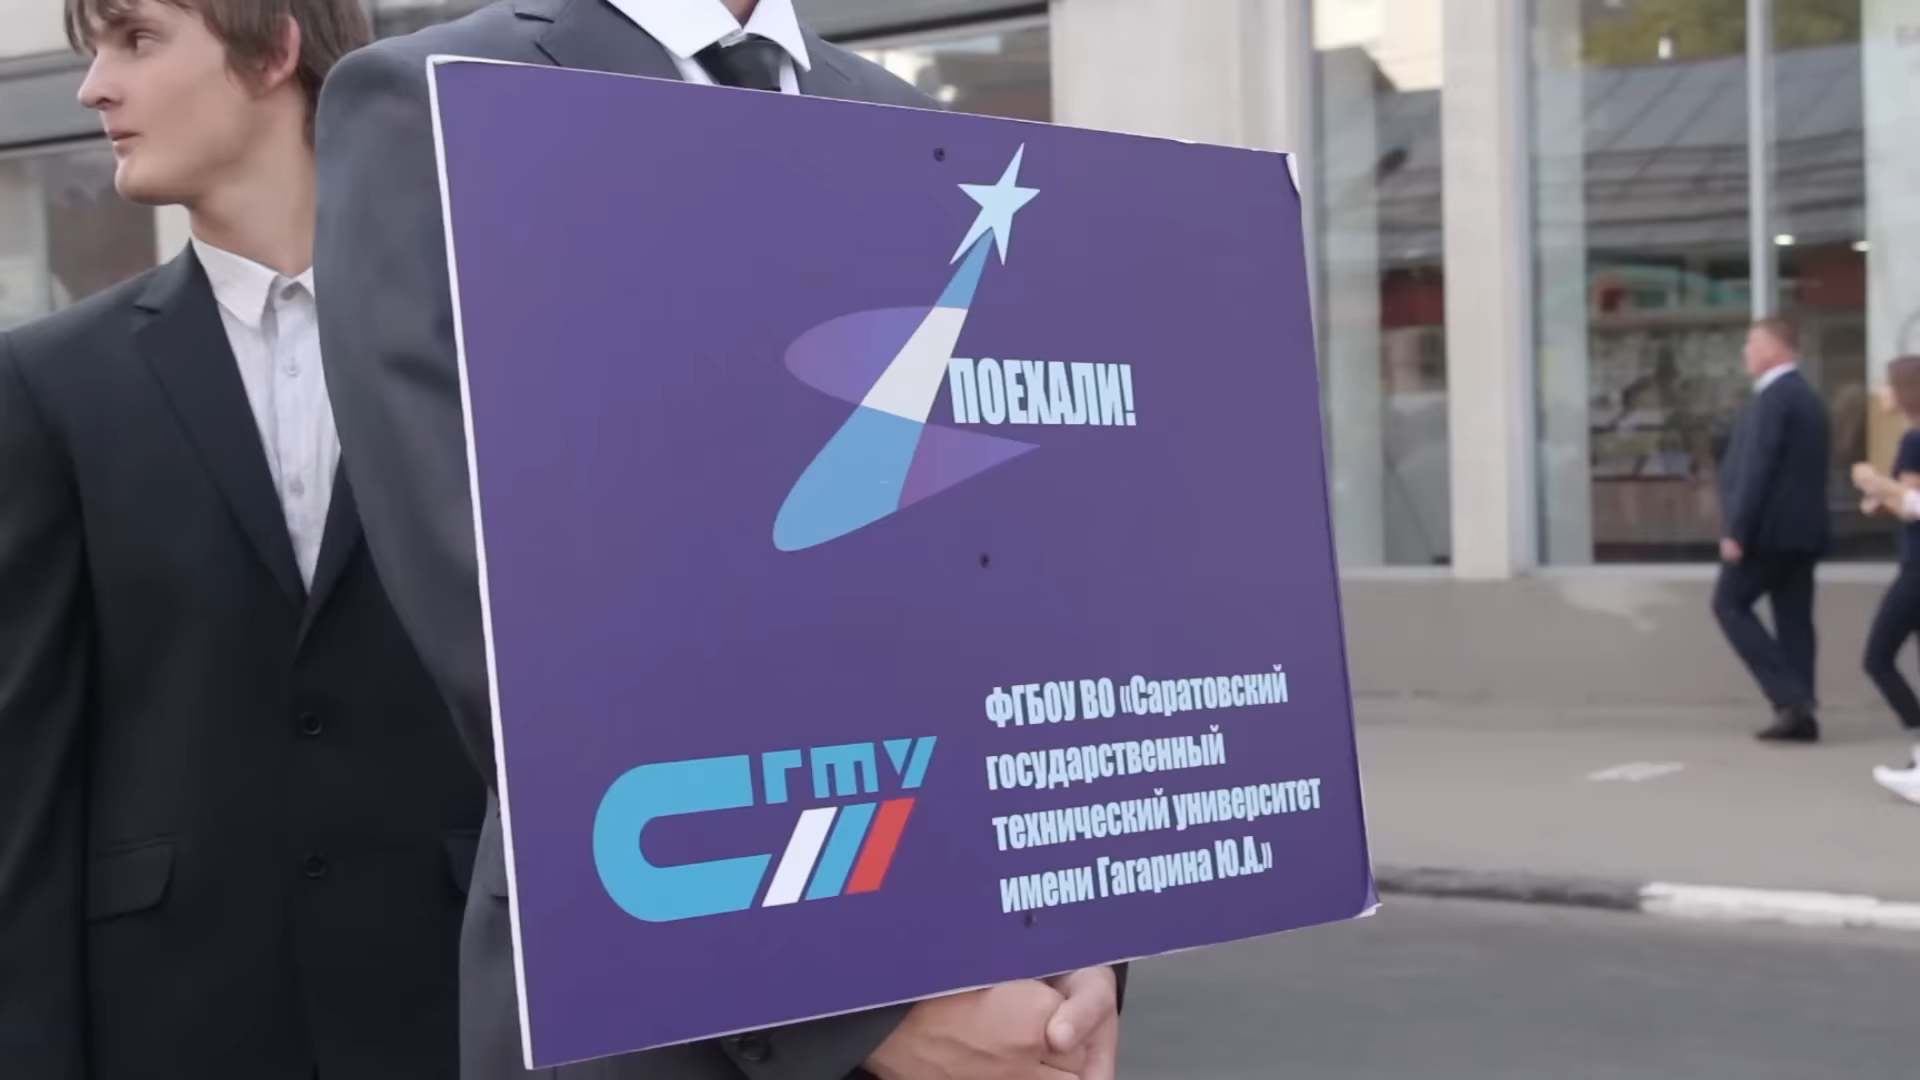 ПОЕХАЛИ!
СГТУ
ФГБОУ ВО «Саратовский
государственный
технический университет
имени Гагарина Ю.А.»